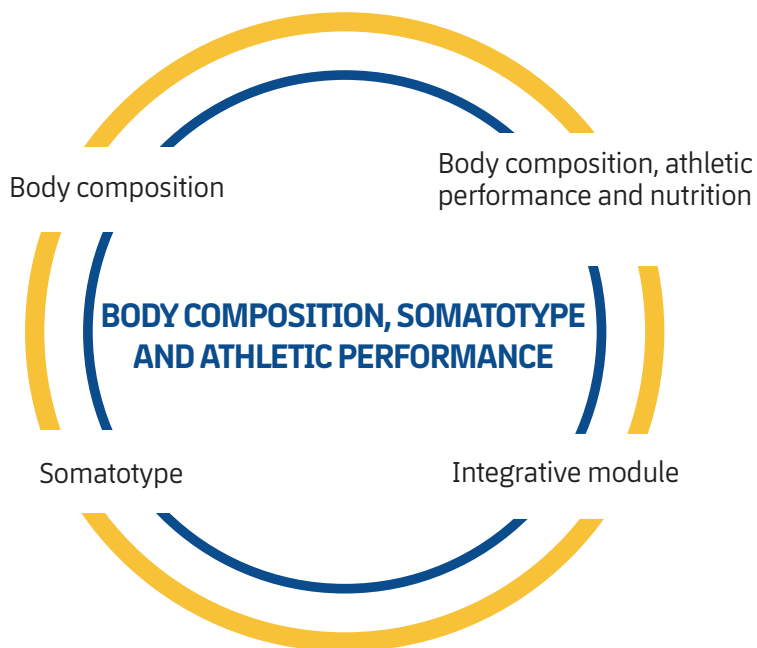 Body composition
Body composition, athletic
performance and nutrition
BODY COMPOSITION, SOMATOTYPE
AND ATHLETIC PERFORMANCE
Somatotype
Integrative module